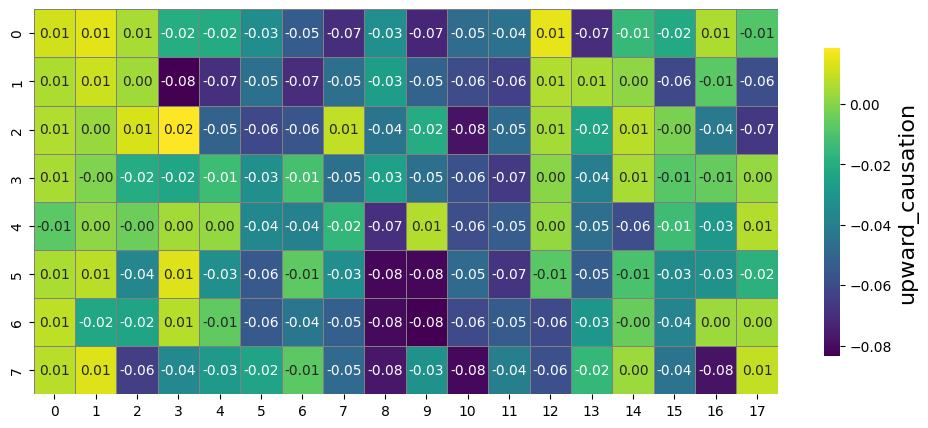 0 0.01 0.01 0.01 -0.02 -0.02 -0.03 -0.05 -0.07 -0.03 -0.07 -0.05 -0.04 0.01 -0.07 -0.01 -0.02 0.01 -0.01
1 0.01 0.01 0.00 -0.08 -0.07 -0.05 -0.07 -0.05 -0.03 -0.05 -0.06 -0.06 0.01 0.01 0.00 -0.06 -0.01 -0.06
2 0.01 0.00 0.01 0.02 -0.05 -0.06 -0.06 0.01 -0.04 -0.02 -0.08 -0.05 0.01 -0.02 0.01 -0.00 -0.04 -0.07
3 0.01 -0.00 -0.02 -0.02 -0.01 -0.03 -0.01 -0.05 -0.03 -0.05 -0.06 -0.07 0.00 -0.04 0.01 -0.01 -0.01 0.00
4 -0.01 0.00 -0.00 0.00 0.00 -0.04 -0.04 -0.02 -0.07 0.01 -0.06 -0.05 0.00 -0.05 -0.06 -0.01 -0.03 0.01
5 0.01 0.01 -0.04 0.01 -0.03 -0.06 -0.01 -0.03 -0.08 -0.08 -0.05 -0.07 -0.01 -0.05 -0.01 -0.03 -0.03 -0.02
6 0.01 -0.02 -0.02 0.01 -0.01 -0.06 -0.04 -0.05 -0.08 -0.08 -0.06 -0.05 -0.06 -0.03 -0.00 -0.04 0.00 0.00
7 0.01 0.01 -0.06 -0.04 -0.03 -0.02 -0.01 -0.05 -0.08 -0.03 -0.08 -0.04 -0.06 -0.02 0.00 -0.04 -0.08 0.01
0 1 2 3 4 5 6 7 8 9 10 11 12 13 14 15 16 17
0.00
−0.02
−0.04
−0.06
−0.08
upward_causation